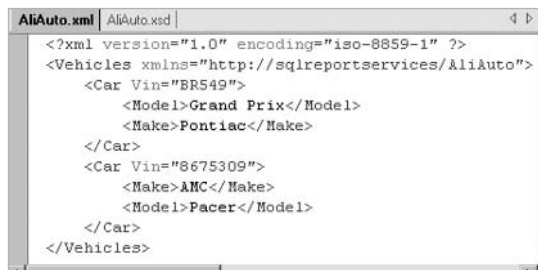 AliAuto.xml AliAuto.xsd
<?xml version="1.0" encoding="iso-8859-1" ?>
<Vehicles xmlns="http://sqlreportservices/AliAuto">
<Car Vin="BR549">
<Model>Grand Prix</Model>
<Make>Pontiac</Make>
</Car>
<Car Vin="8675309">
<Make>AMC</Make>
<Model>Pacer</Model>
</Car>
</Vehicles>